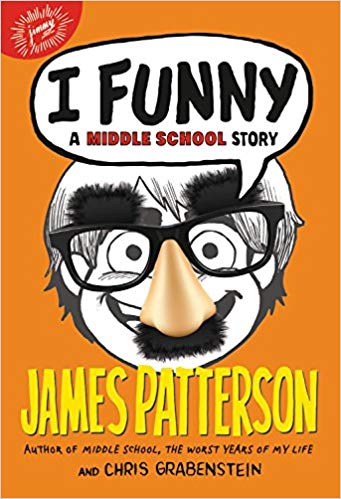 jimmy
I FUNNY
A MIDDLE SCHOOL STORY
JAMES PATTERSON
AUTHOR OF MIDDLE SCHOOL, THE WORST YEARS OF MY LIFE
AND CHRIS GRABENSTEIN